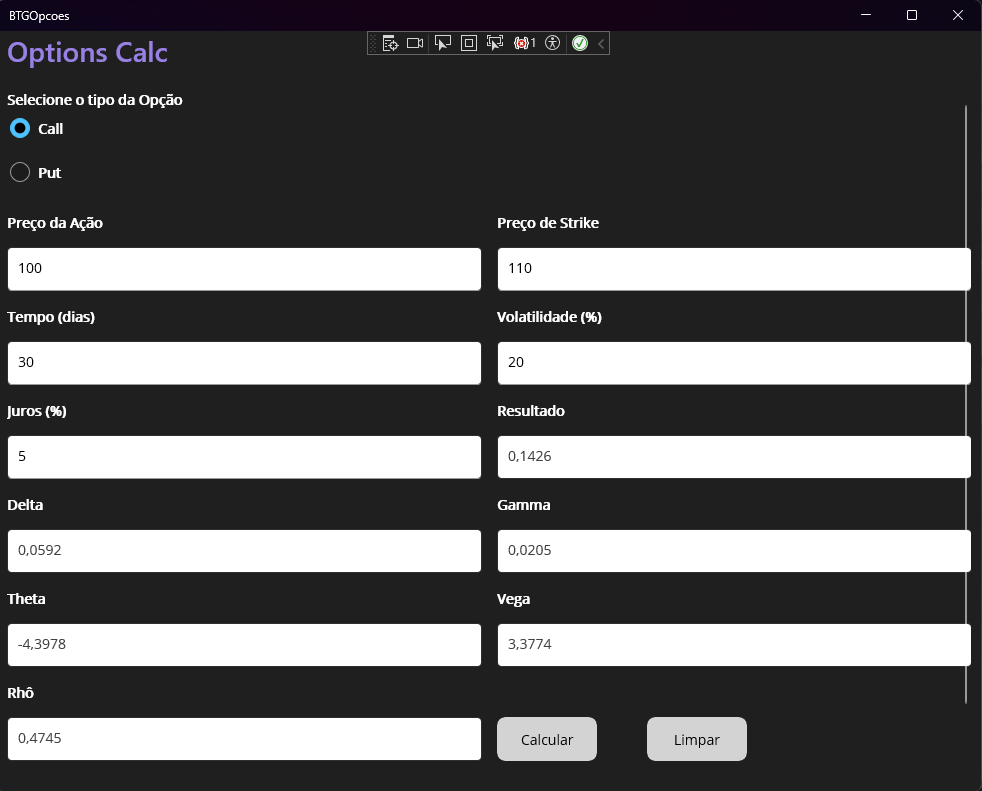 BTGOpcoes
1
Options Calc
Selecione o tipo da Opção
Call
Put
Preço da Ação
Preço de Strike
100
110
Tempo (dias)
Volatilidade (%)
30
20
Juros (%)
Resultado
5
0,1426
Delta
Gamma
0,0592
0,0205
Theta
Vega
-4,3978
3,3774
Rhô
0,4745
Calcular
Limpar